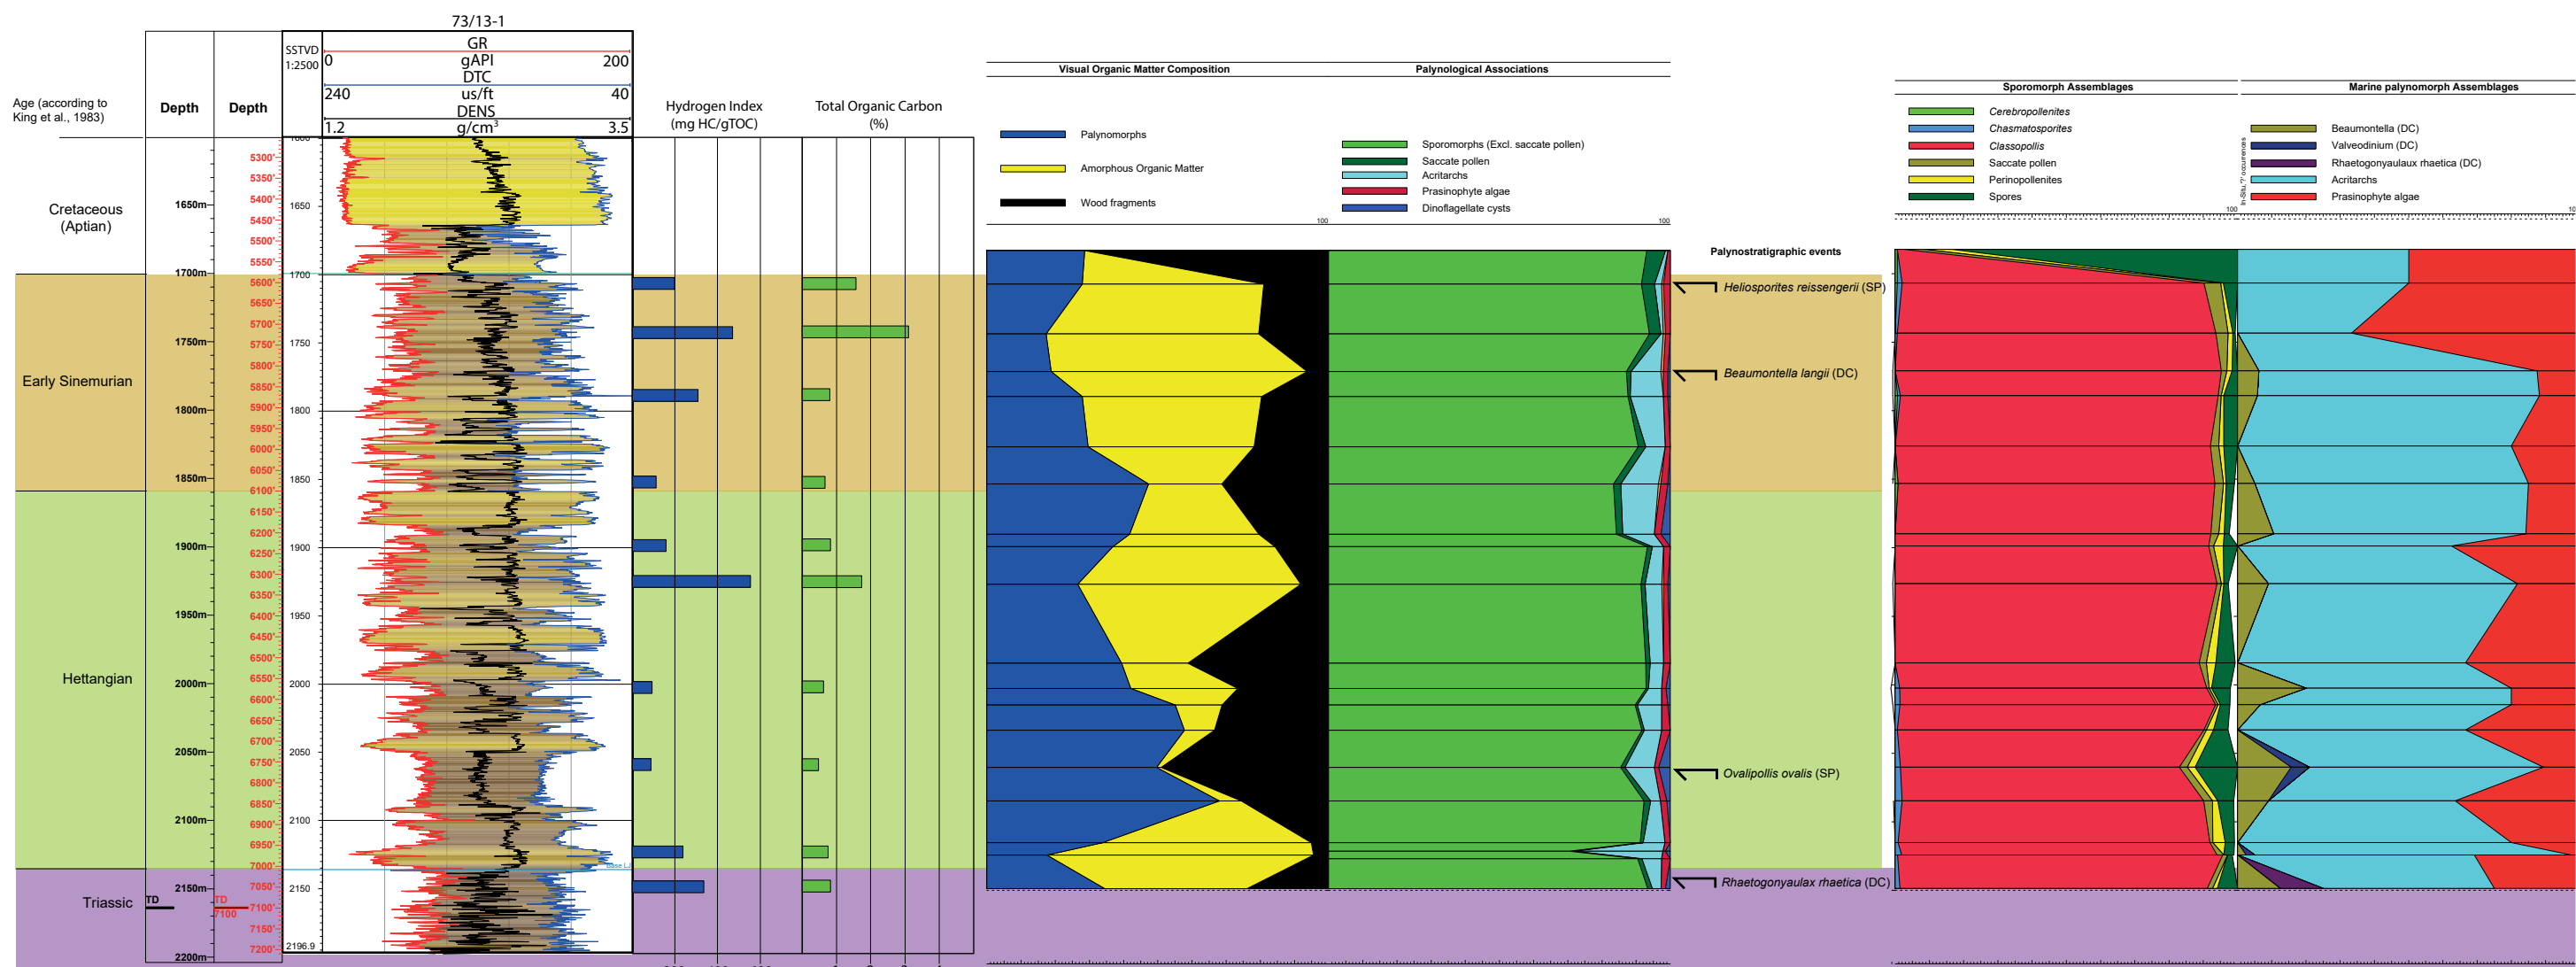 73/13-1
Age (according to
King et al., 1983)
Depth
Depth
SSTVD
1:2500
GR
0 gAPI 200
DTC
240 us/ft 40
DENS
1.2 g/cm3 3.5
Hydrogen Index
(mg HC/gTOC)
Total Organic Carbon
(%)
Visual Organic Matter Composition
Palynomorphs
Amorphous Organic Matter
Wood fragments
100
Palynological Associations
Sporomorphs (Excl. saccate pollen)
Saccate pollen
Acritarchs
Prasinophyte algae
Dinoflagellate cysts
100
Palynostratigraphic events
Heliosporites reissengerii (SP)
Beaumontella langii (DC)
Ovalipollis ovalis (SP)
Rhaetogonyaulax rhaetica (DC)
Sporomorph Assemblages
Cerebropollenites
Chasmatosporites
Classopollis
Saccate pollen
Perinopollenites
Spores
100
Marine palynomorph Assemblages
Beaumontella (DC)
Valveodinium (DC)
Rhaetogonyaulaux rhaetica (DC)
Acritarchs
Prasinophyte algae
Cretaceous
(Aptian)
Early Sinemurian
Hettangian
Triassic
1650m
1700m
1750m
1800m
1850m
1900m
1950m
2000m
2050m
2100m
2150m
2200m
TD
5300'
5350'
5400'
5450'
5500'
5550'
5600'
5650'
5700'
5750'
5800'
5850'
5900'
5950'
6000'
6050'
6100'
6150'
6200'
6250'
6300'
6350'
6400'
6450'
6500'
6550'
6600'
6650'
6700'
6750'
6800'
6850'
6900'
6950'
7000'
7050'
7100'
7150'
7200'
TD
7100
1650
1700
1750
1800
1850
1900
1950
2000
2050
2100
2150
2196.9